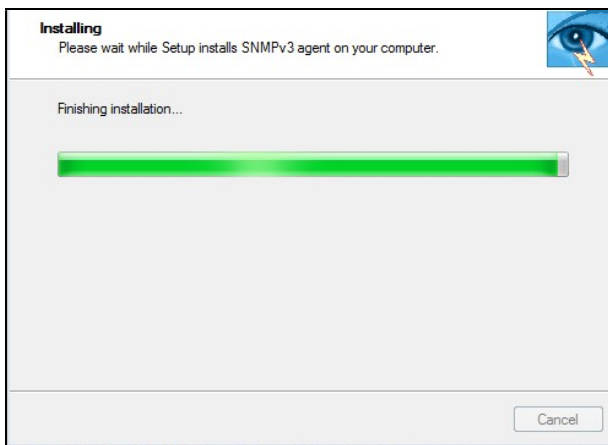 Installing
Please wait while Setup installs SNMPv3 agent on your computer.
Finishing installation...
Cancel